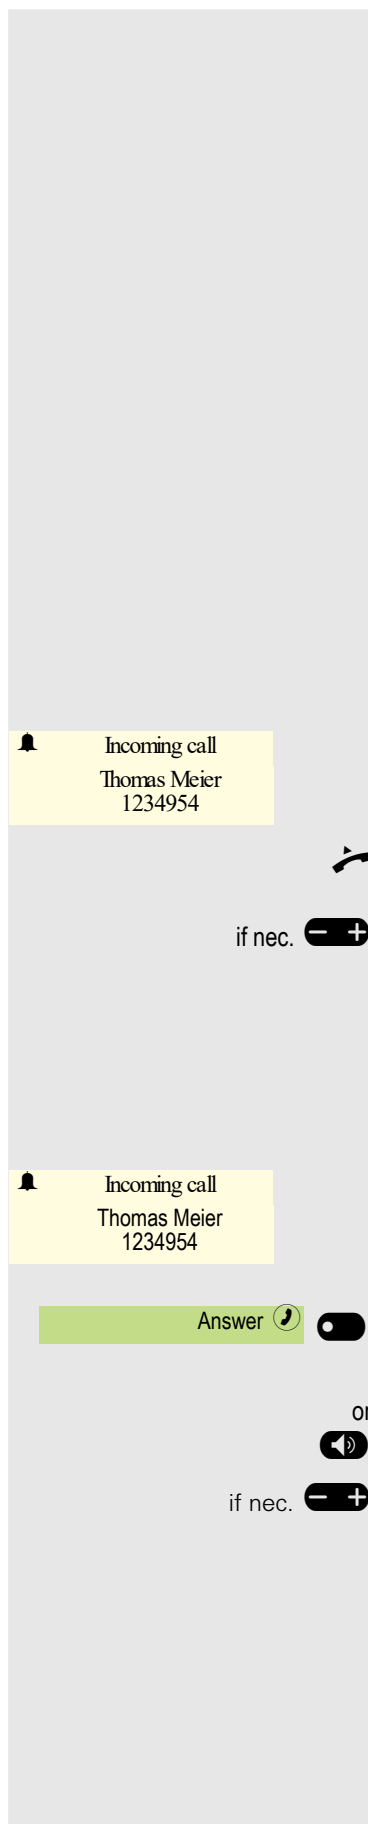 Incoming call
Thomas Meier
1234954
if nec.
Incoming call
Thomas Meier
1234954
Answer
or
if nec.